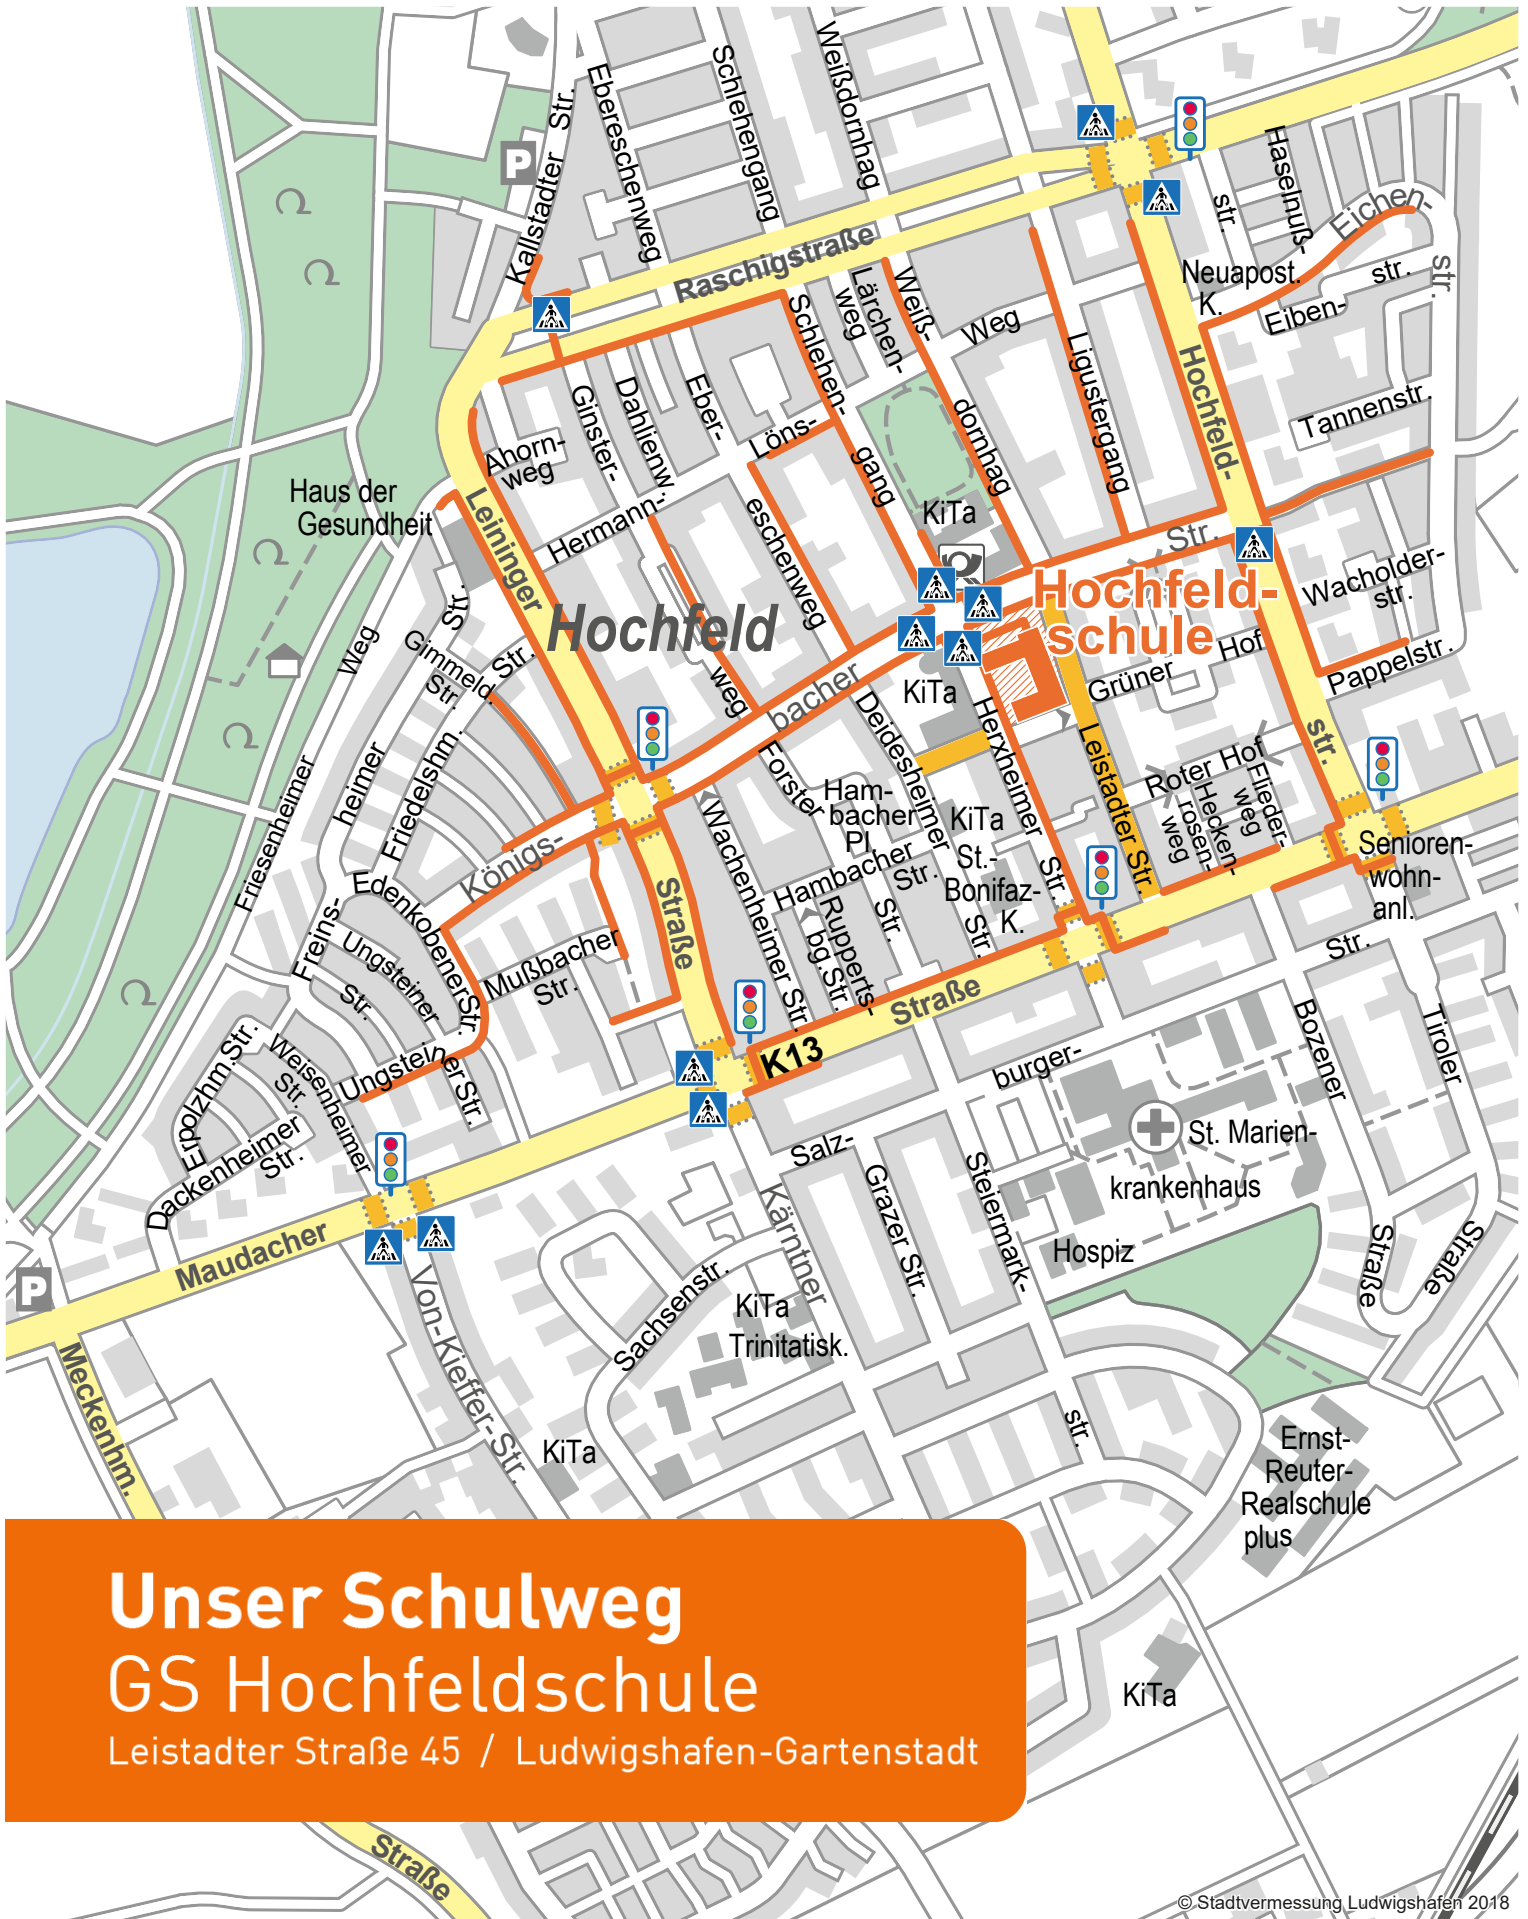 Ebereschenweg
Schlehengang
Weißdornhag
Kallstadter Str.
P
Haselnuß-
str.
Eichen-
str.
Raschigstraße
Neuapost.
K.
Eiben-
str.
Lärchen-
weg
Weiß-
dornhag
Weg
Schlehen-
gang
Ligustergang
Hochfeld-
str.
Tannenstr.
Ginster-
weg
Dahlienw.
Eber-
eschenweg
Löns-
Hermann-
Ahorn-
weg
Haus der
Gesundheit
Leininger
Straße
KiTa
Str.
Hochfeld-
schule
Wacholder-
str.
Pappelstr.
Grüner
Hof
Hochfeld
Weg
Friesenheimer
Str.
heimer
Freins-
Gimmeld.
Str.
Str.
Friedelshm.
Königs-
bacher
KiTa
Deidesheimer
Str.
Herxheimer
Str.
Leistadter Str.
Forster
Str.
Wachenheimer Str.
Ham-
bacher
Pl.
Hambacher
Str.
KiTa
St.-
Bonifaz-
K.
Roter Hof
Hecken-
rosen-
weg
Flieder-
weg
Senioren-
wohn-
anl.
Edenkobener Str.
Ungsteiner
Str.
Mußbacher
Str.
Rupperts-
bg.Str.
Straße
K13
Ungsteiner Str.
Weisenheimer
Str.
Erpolzhm.Str.
Dackenheimer
Str.
Maudacher
P
Salz-
burger-
Str.
Bozener
Straße
Tiroler
Straße
St. Marien-
krankenhaus
Hospiz
Grazer Str.
Steiermark-
str.
Kärntner
Sachsenstr.
KiTa
Trinitatisk.
Von-Kieffer-Str.
KiTa
Meckenhm.
Straße
Ernst-
Reuter-
Realschule
plus
KiTa
Unser Schulweg
GS Hochfeldschule
Leistadter Straße 45 / Ludwigshafen-Gartenstadt
© Stadtvermessung Ludwigshafen 2018